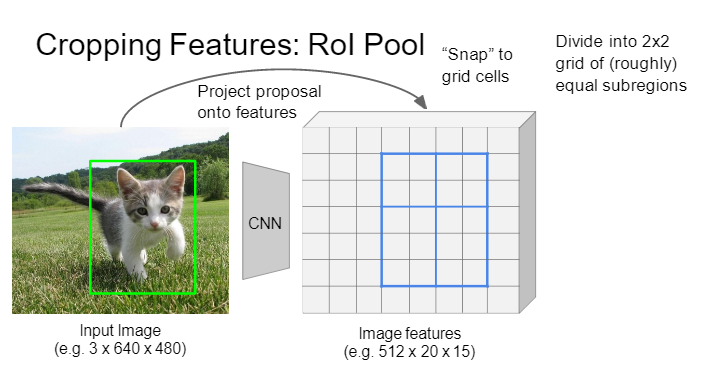 Cropping Features: RoI Pool
"Snap" to
grid cells
Divide into 2x2
grid of (roughly)
equal subregions
Project proposal
onto features
CNN
Input Image
(e.g. 3 x 640 x 480)
Image features
(e.g. 512 x 20 x 15)